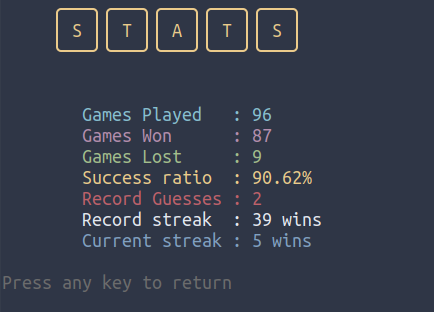 S T A T S
Games Played : 96
Games Won : 87
Games Lost : 9
Success ratio : 90.62%
Record Guesses : 2
Record streak : 39 wins
Current streak : 5 wins
Press any key to return